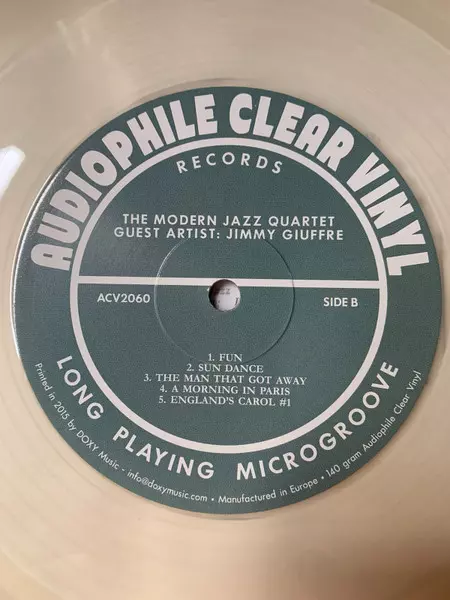 AUDIOPHILE CLEAR VINYL
RECORDS
THE MODERN JAZZ QUARTET
GUEST ARTIST: JIMMY GIUFFRE
ACV2060
SIDE B
1. FUN
2. SUN DANCE
3. THE MAN THAT GOT AWAY
4. A MORNING IN PARIS
5. ENGLAND'S CAROL #1
LONG PLAYING MICROGROOVE
Printed in 2015 by DOXY Music - info@doxymusic.com • Manufactured in Europe • 140 gram Audiophile Clear Vinyl